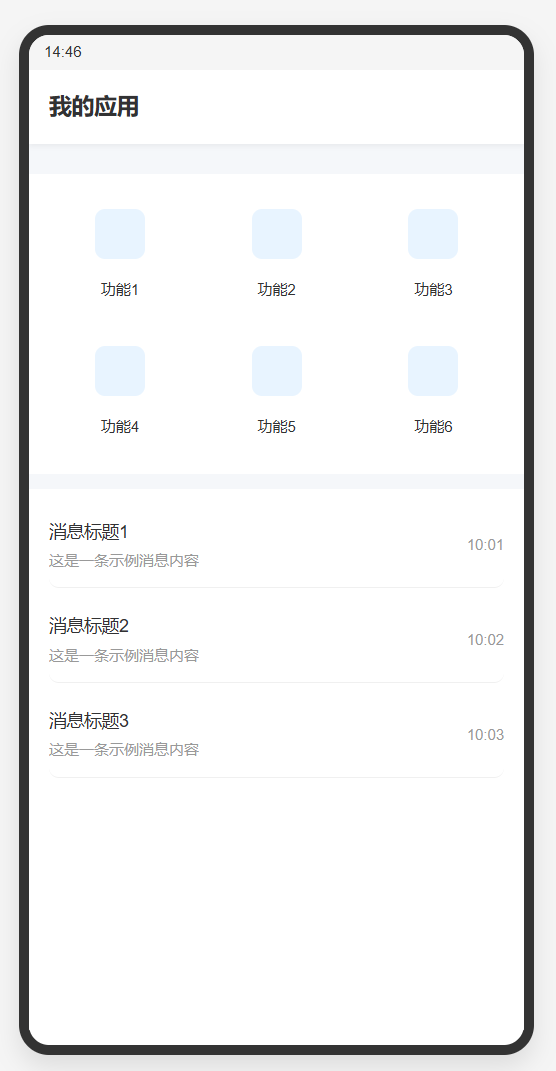 14:46
我的应用
功能1 功能2 功能3
功能4 功能5 功能6
消息标题1
这是一条示例消息内容
10:01
消息标题2
这是一条示例消息内容
10:02
消息标题3
这是一条示例消息内容
10:03